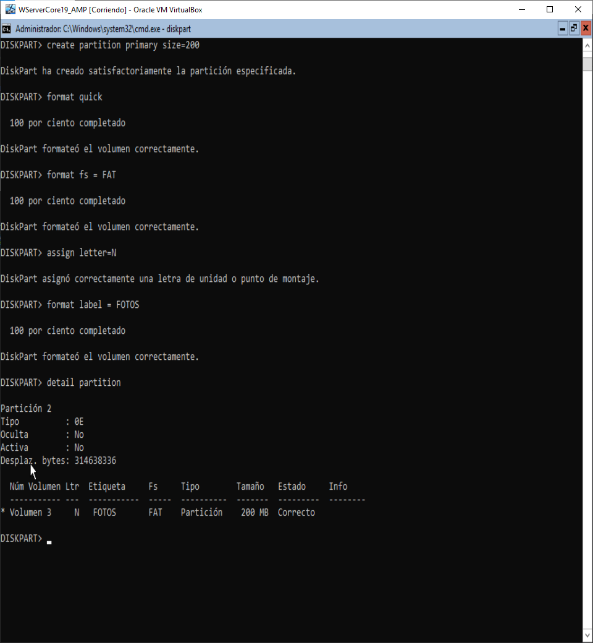 WServerCore19_AMP [Corriendo] - Oracle VM VirtualBox
Administrador: C:\Windows\system32\cmd.exe - diskpart
DISKPART> create partition primary size=200
DiskPart ha creado satisfactoriamente la partición especificada.
DISKPART> format quick
100 por ciento completado
DiskPart formateó el volumen correctamente.
DISKPART> format fs = FAT
100 por ciento completado
DiskPart formateó el volumen correctamente.
DISKPART> assign letter=N
DiskPart asignó correctamente una letra de unidad o punto de montaje.
DISKPART> format label = FOTOS
100 por ciento completado
DiskPart formateó el volumen correctamente.
DISKPART> detail partition
Partición 2
Tipo : 0E
Oculta : No
Activa : No
Desplaz. bytes: 314638336
Núm Volumen Ltr Etiqueta Fs Tipo Tamaño Estado Info
----------- --- ----------- ----- ---------- ------- --------- --------
* Volumen 3 N FOTOS FAT Partición 200 MB Correcto
DISKPART>